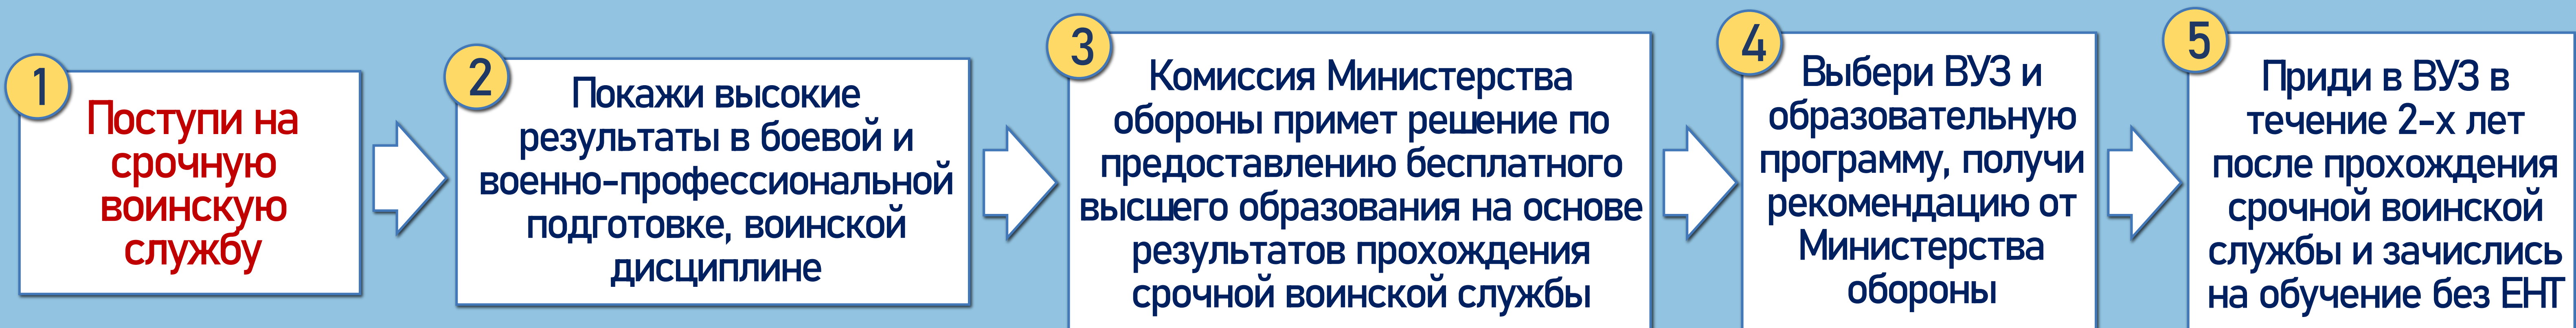 1
Поступи на
срочную
воинскую
службу
2
Покажи высокие
результаты в боевой и
военно-профессиональной
подготовке, воинской
дисциплине
3
Комиссия Министерства
обороны примет решение по
предоставлению бесплатного
высшего образования на основе
результатов прохождения
срочной воинской службы
4
Выбери ВУЗ и
образовательную
программу, получи
рекомендацию от
Министерства
обороны
5
Приди в ВУЗ в
течение 2-х лет
после прохождения
срочной воинской
службы и зачислись
на обучение без ЕНТ